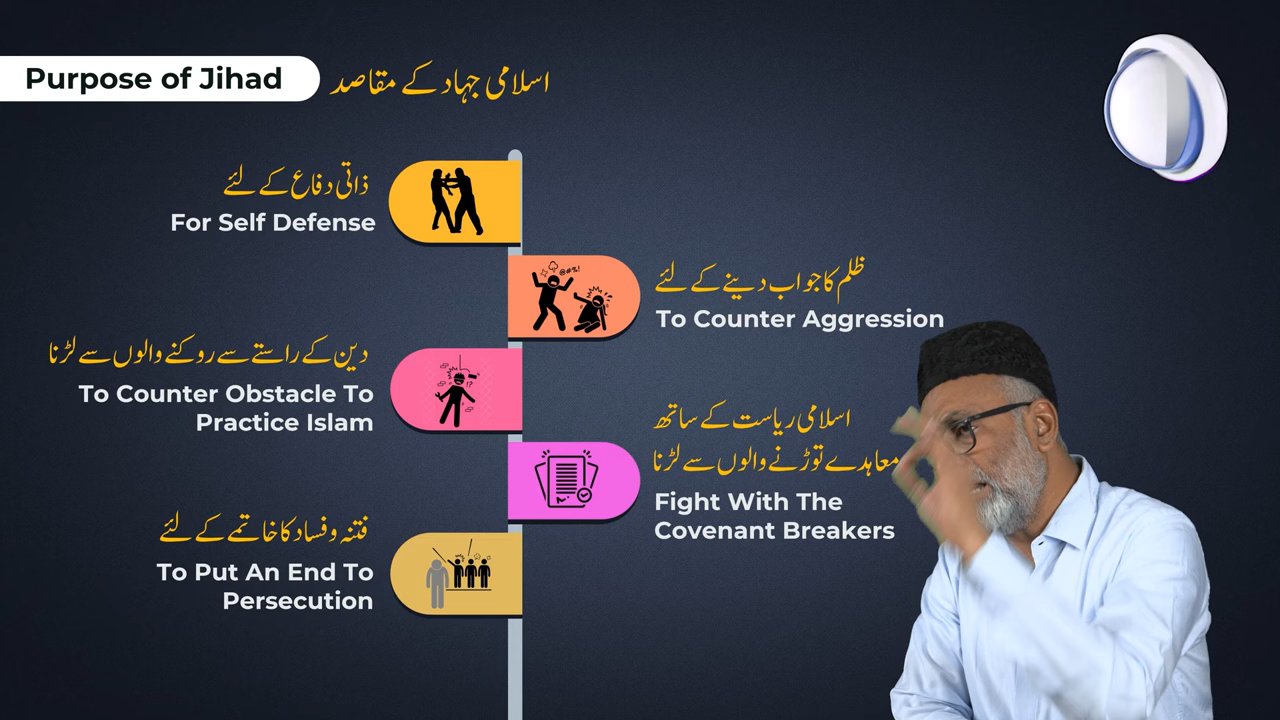 Purpose of Jihad
اسلامی جہاد کے مقاصد
ذاتی دفاع کے لئے
For Self Defense
@#%!
ظلم کا جواب دینے کے لئے
To Counter Aggression
دین کے راستے سے روکنے والوں سے لڑنا
To Counter Obstacle To
Practice Islam
!?
اسلامی ریاست کے ساتھ
معاہدے توڑنے والوں سے لڑنا
Fight With The
Covenant Breakers
فتنہ و فساد کا خاتمے کے لئے
To Put An End To
Persecution